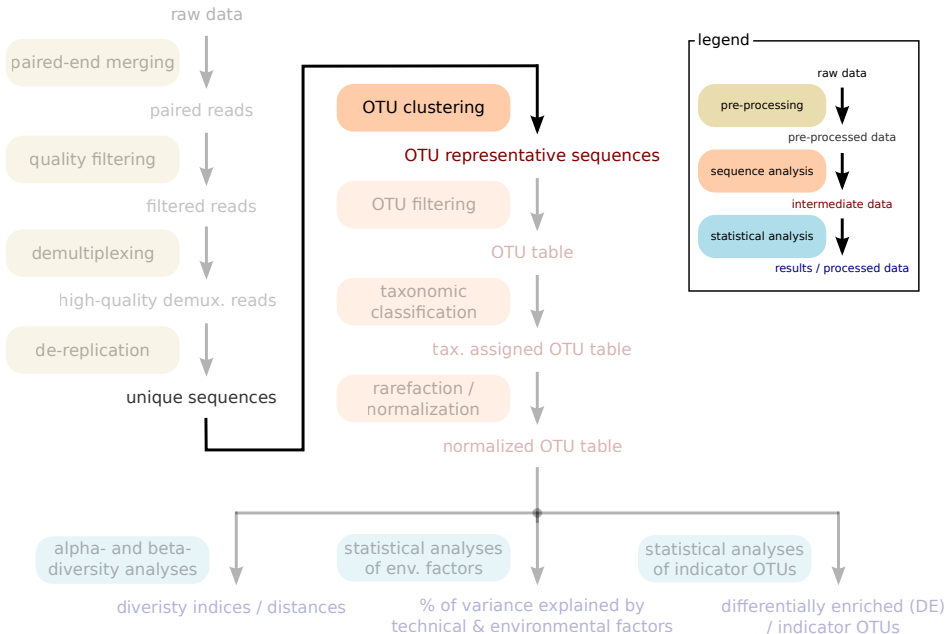 raw data
paired-end merging
paired reads
quality filtering
filtered reads
demultiplexing
high-quality demux. reads
de-replication
unique sequences
OTU clustering
OTU representative sequences
OTU filtering
OTU table
taxonomic
classification
tax. assigned OTU table
rarefaction /
normalization
normalized OTU table
alpha- and beta-
diversity analyses
diveristy indices / distances
statistical analyses
of env. factors
% of variance explained by
technical & environmental factors
statistical analyses
of indicator OTUs
differentially enriched (DE)
/ indicator OTUs
legend
raw data
pre-processing
pre-processed data
sequence analysis
intermediate data
statistical analysis
results / processed data